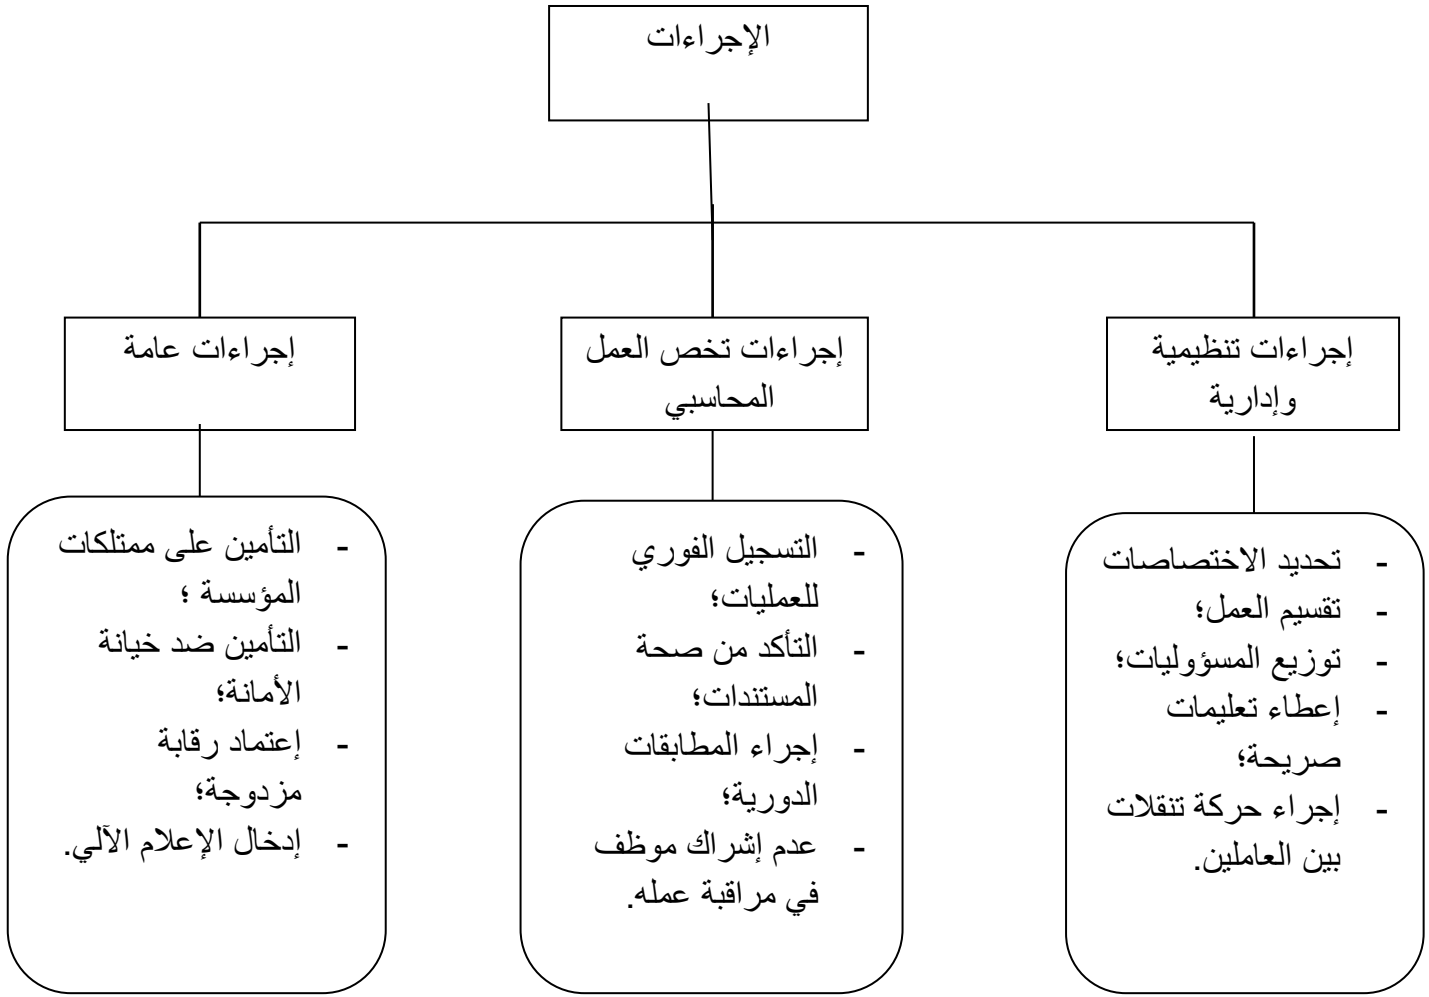 الإجراءات
إجراءات تنظيمية
وإدارية
إجراءات تخص العمل
المحاسبي
إجراءات عامة
- تحديد الاختصاصات
- تقسيم العمل؛
- توزيع المسؤوليات؛
- إعطاء تعليمات
صريحة؛
- إجراء حركة تنقلات
بين العاملين.
- التسجيل الفوري
للعمليات؛
- التأكد من صحة
المستندات؛
- إجراء المطابقات
الدورية؛
- عدم إشراك موظف
في مراقبة عمله.
- التأمين على ممتلكات
المؤسسة ؛
- التأمين ضد خيانة
الأمانة؛
- إعتماد رقابة
مزدوجة؛
- إدخال الإعلام الآلي.